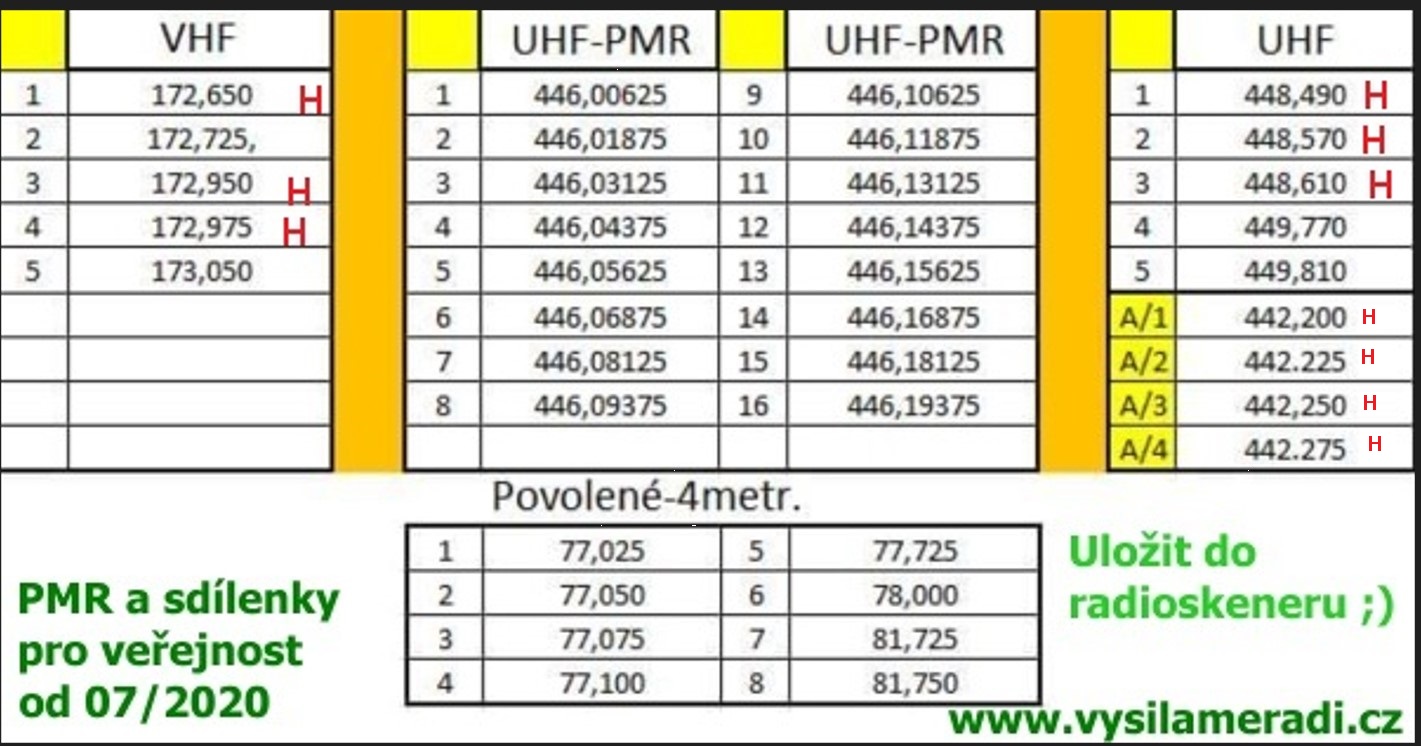 VHF UHF-PMR UHF-PMR UHF
1 172,650 H 1 446,00625 9 446,10625 1 448,490 H
2 172,725, 2 446,01875 10 446,11875 2 448,570 H
3 172,950 H 3 446,03125 11 446,13125 3 448,610 H
4 172,975 H 4 446,04375 12 446,14375 4 449,770
5 173,050 5 446,05625 13 446,15625 5 449,810
6 446,06875 14 446,16875 A/1 442,200 H
7 446,08125 15 446,18125 A/2 442.225 H
8 446,09375 16 446,19375 A/3 442,250 H
A/4 442.275 H
Povolené-4metr.
1 77,025 5 77,725
2 77,050 6 78,000
3 77,075 7 81,725
4 77,100 8 81,750
PMR a sdílenky
pro veřejnost
od 07/2020
Uložit do
radioskeneru ;)
www.vysilameradi.cz